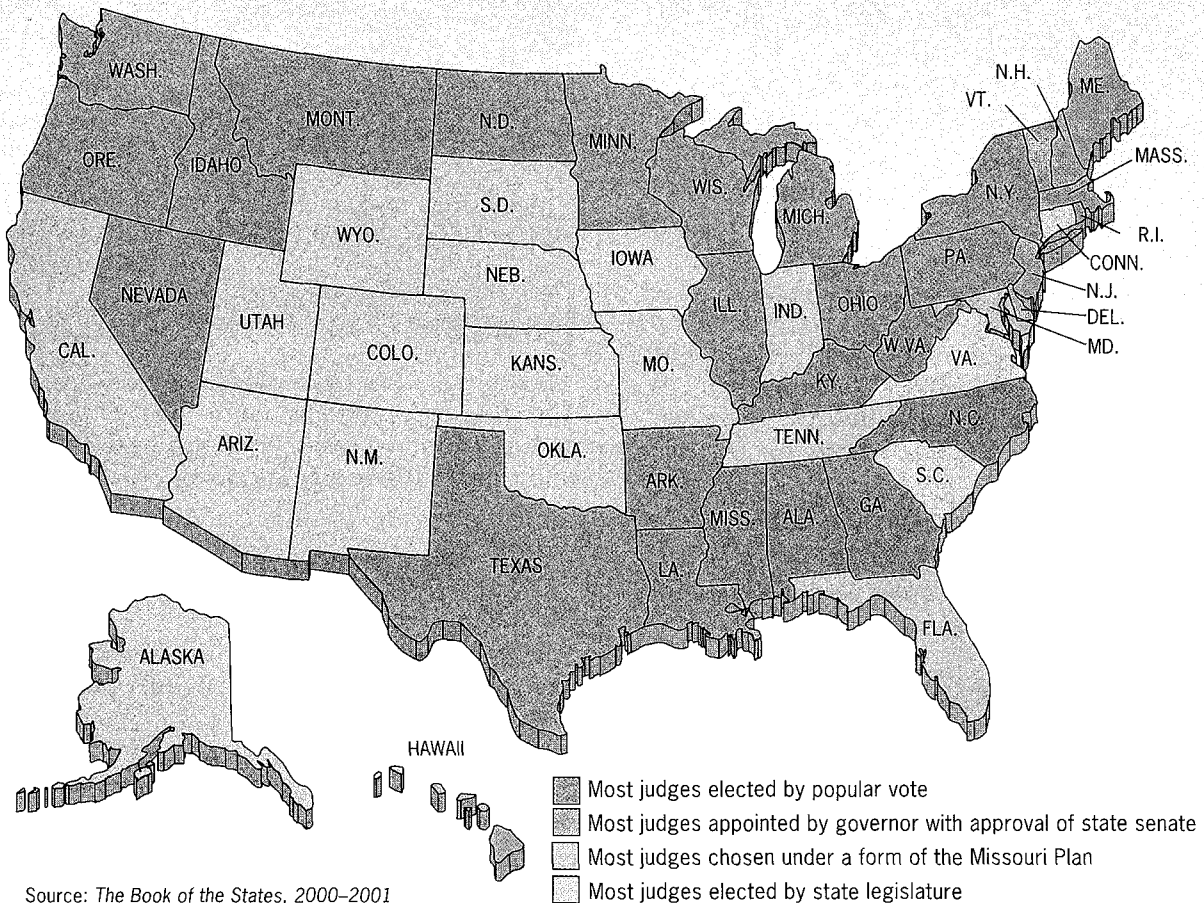 WASH.
MONT.
N.D.
MINN.
N.H.
VT.
ME.
ORE.
IDAHO
WIS.
MICH.
N.Y.
MASS.
S.D.
WYO.
R.I.
IOWA
PA.
CONN.
NEB.
N.J.
NEVADA
UTAH
ILL.
IND.
OHIO
DEL.
CAL.
COLO.
KANS.
MO.
W.VA.
VA.
MD.
KY.
ARIZ.
N.M.
OKLA.
TENN.
N.C.
ARK.
S.C.
MISS.
ALA.
GA.
TEXAS
LA.
FLA.
ALASKA
HAWAII
Most judges elected by popular vote
Most judges appointed by governor with approval of state senate
Most judges chosen under a form of the Missouri Plan
Most judges elected by state legislature
Source: The Book of the States, 2000–2001